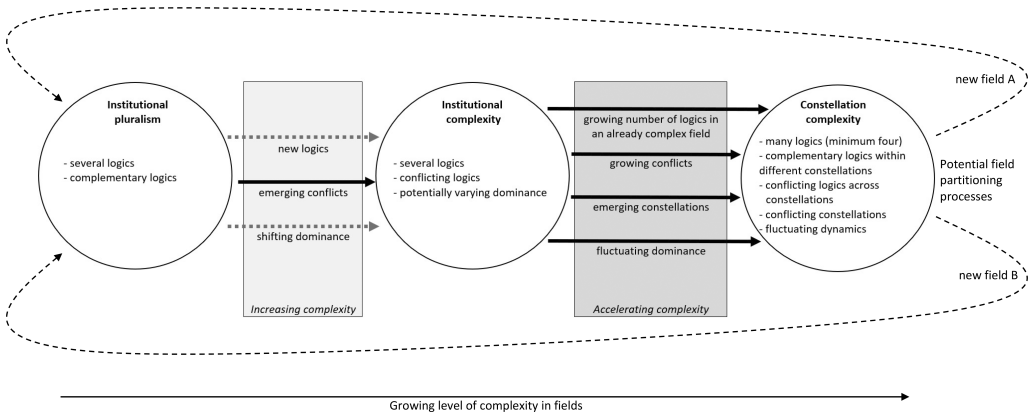 new field A
Institutional
pluralism
- several logics
- complementary logics
new logics
emerging conflicts
shifting dominance
Increasing complexity
Institutional
complexity
- several logics
- conflicting logics
- potentially varying dominance
growing number of logics in
an already complex field
growing conflicts
emerging constellations
fluctuating dominance
Accelerating complexity
Constellation
complexity
- many logics (minimum four)
- complementary logics within
different constellations
- conflicting logics across
constellations
- conflicting constellations
- fluctuating dynamics
Potential field
partitioning
processes
new field B
Growing level of complexity in fields